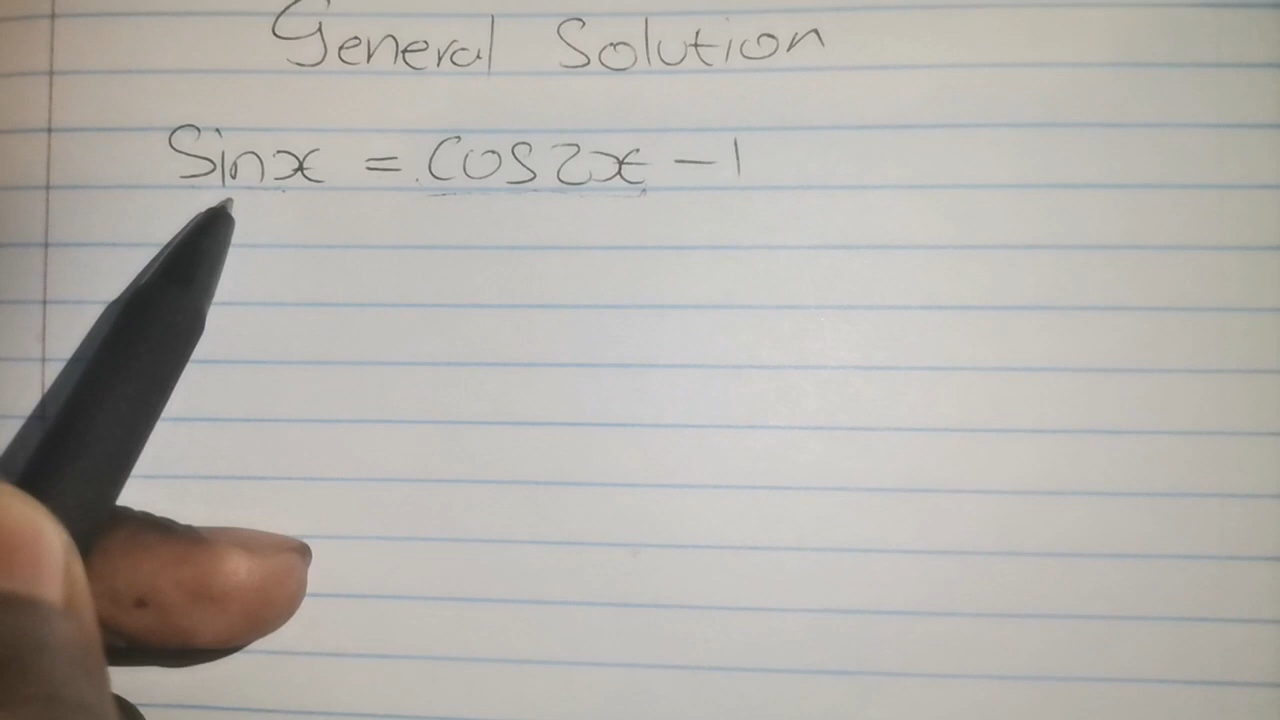 General Solution
Sinx = Cos2x - 1